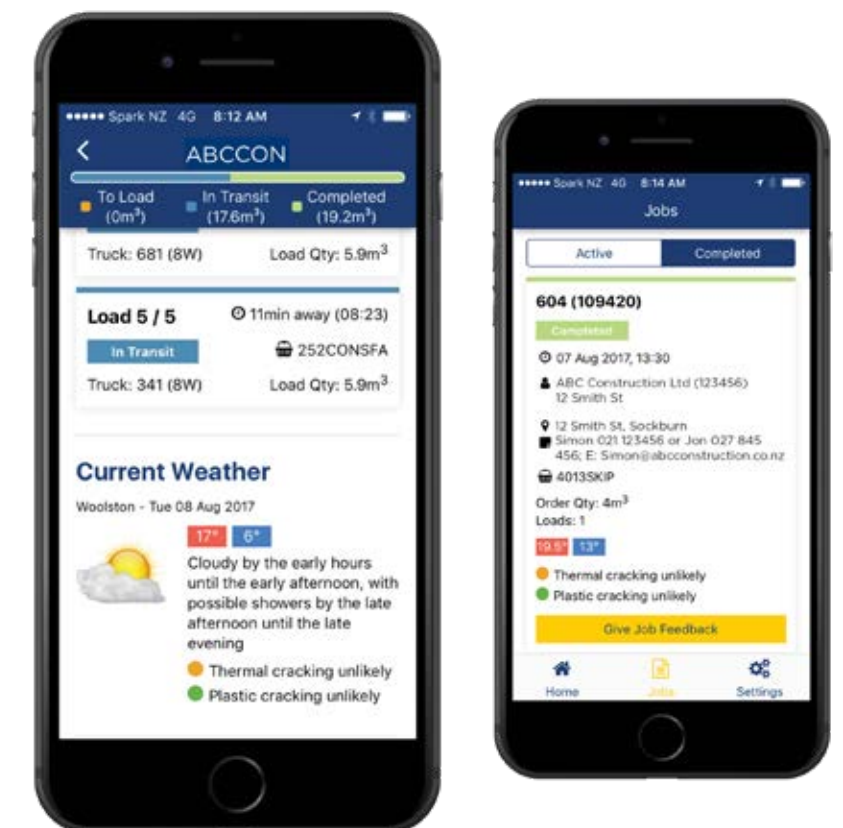 Spark NZ 4G 8:12 AM
ABCCON
To Load
(0m³)
In Transit
(17.6m³)
Completed
(19.2m³)
Truck: 681 (8W) Load Qty: 5.9m³
Load 5 / 5 11min away (08:23)
In Transit 252CONSFA
Truck: 341 (8W) Load Qty: 5.9m³
Current Weather
Woolston - Tue 08 Aug 2017
17° 6°
Cloudy by the early hours
until the early afternoon, with
possible showers by the late
afternoon until the late
evening
Thermal cracking unlikely
Plastic cracking unlikely
Spark NZ 4G 8:14 AM
Jobs
Active Completed
604 (109420)
Completed
07 Aug 2017, 13:30
ABC Construction Ltd (123456)
12 Smith St
12 Smith St, Sockburn
Simon 021 123456 or Jon 027 845
456; E: Simon@abcconstruction.co.nz
4013SKIP
Order Qty: 4m³
Loads: 1
19.5° 13°
Thermal cracking unlikely
Plastic cracking unlikely
Give Job Feedback
Home Jobs Settings